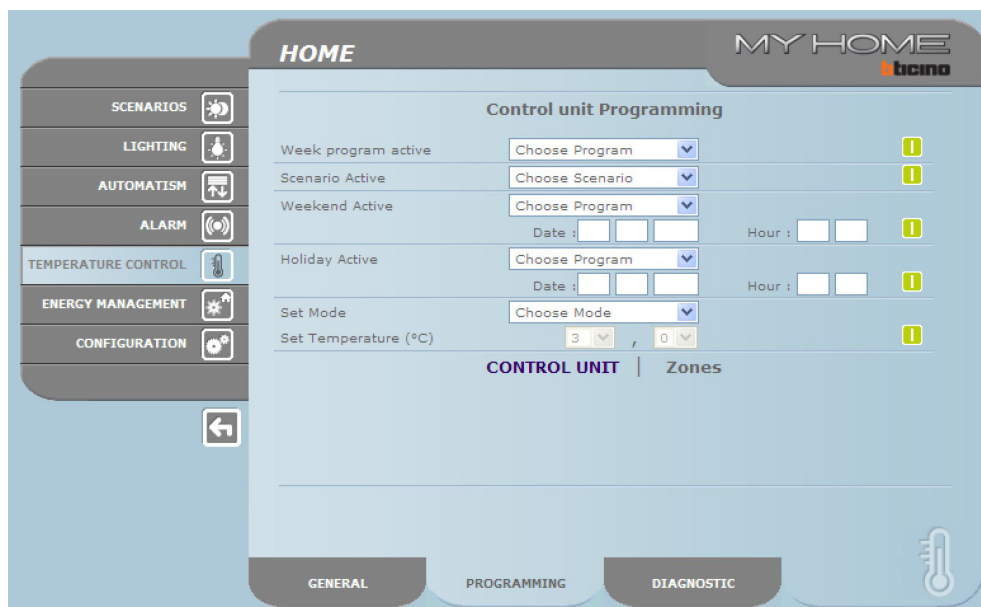 HOME
MY HOME
bticino
SCENARIOS
LIGHTING
AUTOMATISM
ALARM
TEMPERATURE CONTROL
ENERGY MANAGEMENT
CONFIGURATION
Control unit Programming
Week program active Choose Program I
Scenario Active Choose Scenario I
Weekend Active Choose Program
Date : Hour : I
Holiday Active Choose Program
Date : Hour : I
Set Mode Choose Mode
Set Temperature (°C) 3 , 0 I
CONTROL UNIT | Zones
GENERAL PROGRAMMING DIAGNOSTIC